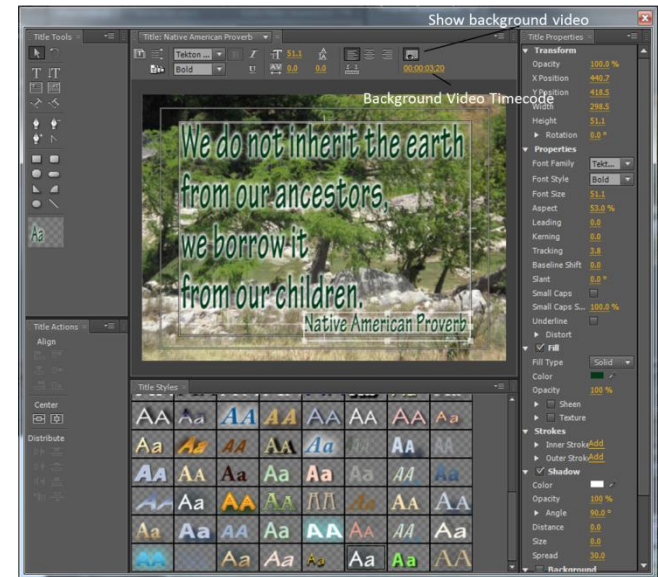 Show background video
Title Tools
Title: Native American Proverb
Title Properties
Tekton ...
51.1
Bold
0.0
0.0
00:00:03:20
Background Video Timecode
We do not inherit the earth
from our ancestors,
we borrow it
from our children.
Native American Proverb
Aa
Title Actions
Align
Center
Distribute
Title Styles
Transform
Opacity 100.0 %
X Position 440.7
Y Position 418.5
Width 298.5
Height 51.1
Rotation 0.0 °
Properties
Font Family Tekt...
Font Style Bold
Font Size 51.1
Aspect 53.0 %
Leading 0.0
Kerning 0.0
Tracking 3.8
Baseline Shift 0.0
Slant 0.0 °
Small Caps
Small Caps S... 100.0 %
Underline
Distort
Fill
Fill Type Solid
Color
Opacity 100 %
Sheen
Texture
Strokes
Inner Stroke Add
Outer Stroke Add
Shadow
Color
Opacity 100 %
Angle 90.0 °
Distance 0.0
Size 0.0
Spread 30.0
Background